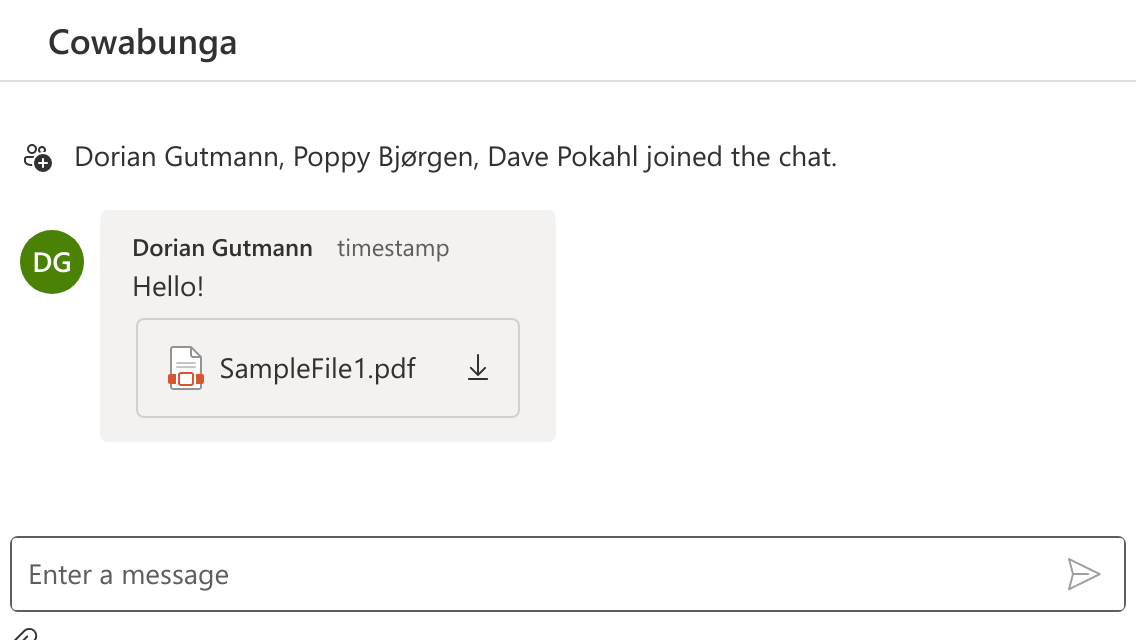 Cowabunga
Dorian Gutmann, Poppy Bjørgen, Dave Pokahl joined the chat.
DG
Dorian Gutmann timestamp
Hello!
SampleFile1.pdf
Enter a message